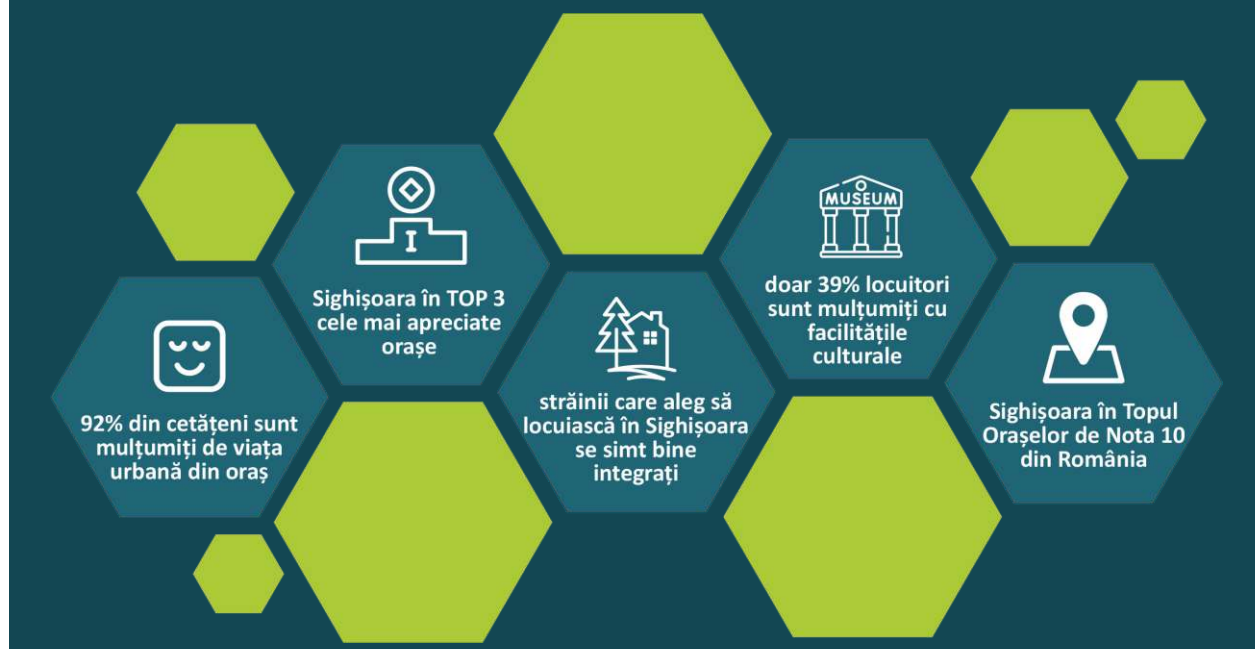 92% din cetățeni sunt
mulțumiți de viața
urbană din oraș
I
Sighișoara în TOP 3
cele mai apreciate
orașe
străinii care aleg să
locuiască în Sighișoara
se simt bine
integrați
MUSEUM
doar 39% locuitori
sunt mulțumiți cu
facilitățile
culturale
Sighișoara în Topul
Orașelor de Nota 10
din România